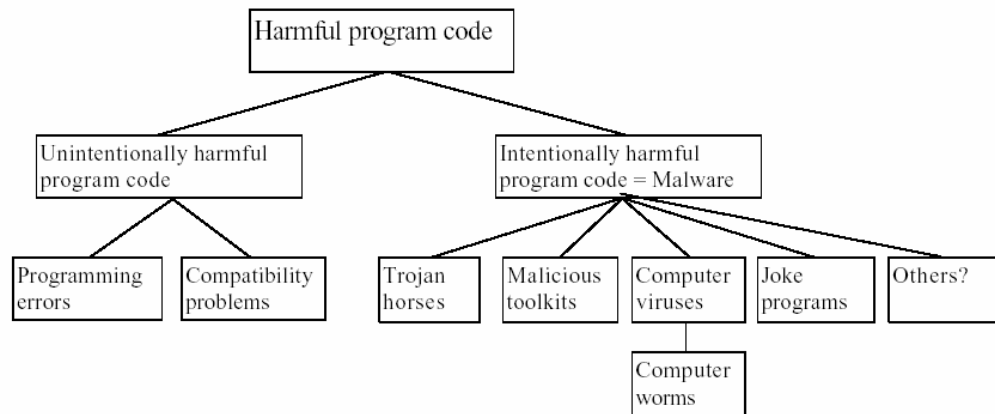 Harmful program code
Unintentionally harmful
program code
Intentionally harmful
program code = Malware
Programming
errors
Compatibility
problems
Trojan
horses
Malicious
toolkits
Computer
viruses
Joke
programs
Others?
Computer
worms